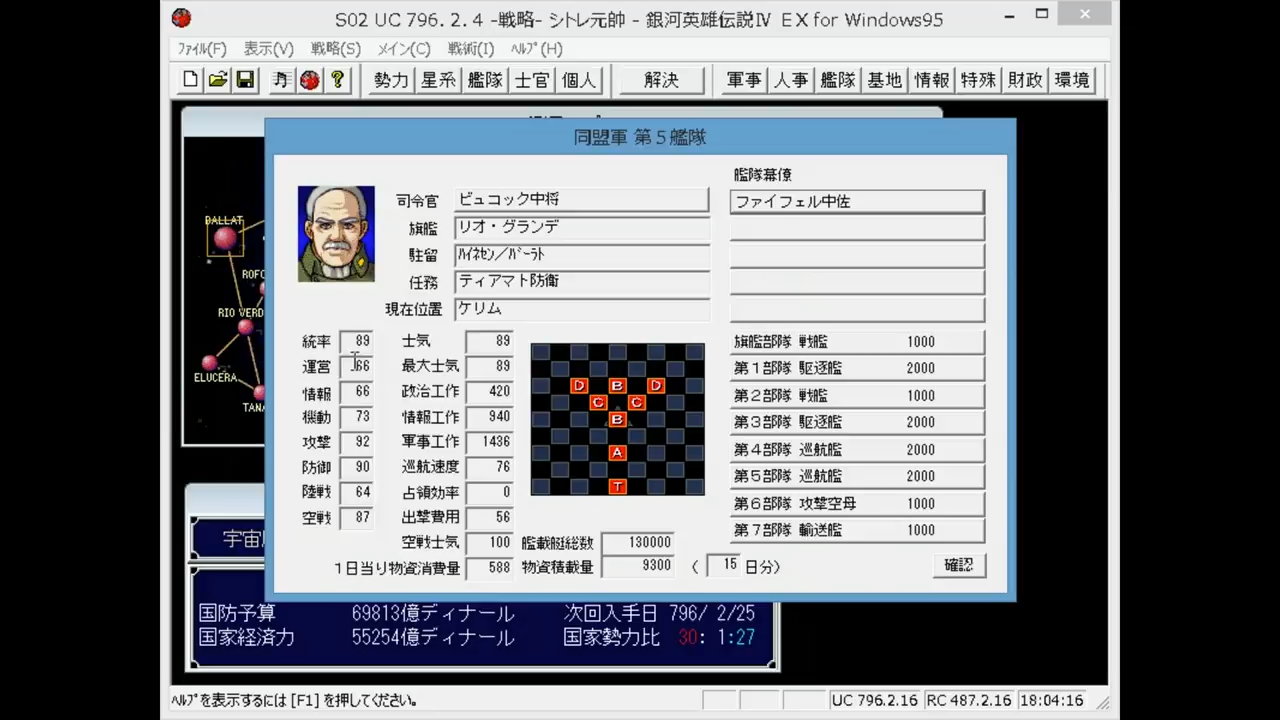 S02 UC 796. 2. 4 -戦略- シトレ元帥 - 銀河英雄伝説Ⅳ EX for Windows95
ﾌｧｲﾙ(F) 表示(V) 戦略(S) ﾒｲﾝ(C) 戦術(I) ﾍﾙﾌﾟ(H)
勢力 星系 艦隊 士官 個人 解決 軍事 人事 艦隊 基地 情報 特殊 財政 環境
同盟軍 第５艦隊
BALLAT
RIO VERD
ELUCERA
司令官 ビュコック中将
旗艦 リオ・グランデ
駐留 ﾊｲﾈｾﾝ／ﾊﾞｰﾗﾄ
任務 ティアマト防衛
現在位置 ケリム
艦隊幕僚
ファイフェル中佐
統率 89 士気 89
運営 66 最大士気 89
情報 66 政治工作 420
機動 73 情報工作 940
攻撃 92 軍事工作 1436
防御 90 巡航速度 76
陸戦 64 占領効率 0
空戦 87 出撃費用 56
空戦士気 100 艦載艇総数 130000
１日当り物資消費量 588 物資積載量 9300 （ 15 日分）
D B D
C C
B
A
T
旗艦部隊 戦艦 1000
第１部隊 駆逐艦 2000
第２部隊 戦艦 1000
第３部隊 駆逐艦 2000
第４部隊 巡航艦 2000
第５部隊 巡航艦 2000
第６部隊 攻撃空母 1000
第７部隊 輸送艦 1000
確認
国防予算 69813億ディナール 次回入手日 796/ 2/25
国家経済力 55254億ディナール 国家勢力比 30: 1:27
ﾍﾙﾌﾟを表示するには [F1] を押してください。 UC 796.2.16 RC 487.2.16 18:04:16